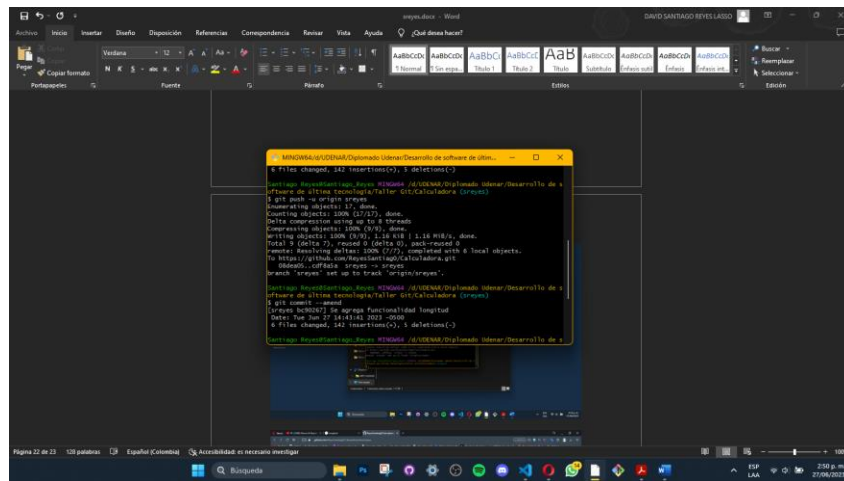 sreyes.docx - Word
DAVID SANTIAGO REYES LASSO
Archivo Inicio Insertar Diseño Disposición Referencias Correspondencia Revisar Vista Ayuda ¿Qué desea hacer?
Pegar
Copiar formato
Verdana 12
N K S
AaBbCcDc AaBbCcDc AaBbCc AaBbCcC AaB AaBbCcDc AaBbCcDc AaBbCcDc AaBbCcDc
1 Normal 1 Sin espa... Título 1 Título 2 Título Subtítulo Énfasis sutil Énfasis Énfasis int...
Buscar
Reemplazar
Seleccionar
Portapapeles Fuente Párrafo Estilos Edición
MINGW64:/d/UDENAR/Diplomado Udenar/Desarrollo de software de últim...
6 files changed, 142 insertions(+), 5 deletions(-)
Santiago Reyes@Santiago_Reyes MINGW64 /d/UDENAR/Diplomado Udenar/Desarrollo de s
oftware de última tecnología/Taller Git/Calculadora (sreyes)
$ git push -u origin sreyes
Enumerating objects: 17, done.
Counting objects: 100% (17/17), done.
Delta compression using up to 8 threads
Compressing objects: 100% (9/9), done.
Writing objects: 100% (9/9), 1.16 KiB | 1.16 MiB/s, done.
Total 9 (delta 7), reused 0 (delta 0), pack-reused 0
remote: Resolving deltas: 100% (7/7), completed with 6 local objects.
To https://github.com/ReyesSantiag0/Calculadora.git
08dea05..cdf8a5a sreyes -> sreyes
branch 'sreyes' set up to track 'origin/sreyes'.
Santiago Reyes@Santiago_Reyes MINGW64 /d/UDENAR/Diplomado Udenar/Desarrollo de s
oftware de última tecnología/Taller Git/Calculadora (sreyes)
$ git commit --amend
[sreyes bc90267] Se agrega funcionalidad longitud
Date: Tue Jun 27 14:43:41 2023 -0500
6 files changed, 142 insertions(+), 5 deletions(-)
Santiago Reyes@Santiago_Reyes MINGW64 /d/UDENAR/Diplomado Udenar/Desarrollo de s
Página 22 de 23 128 palabras Español (Colombia) Accesibilidad: es necesario investigar
Búsqueda
ESP
LAA
2:50 p. m.
27/06/2023